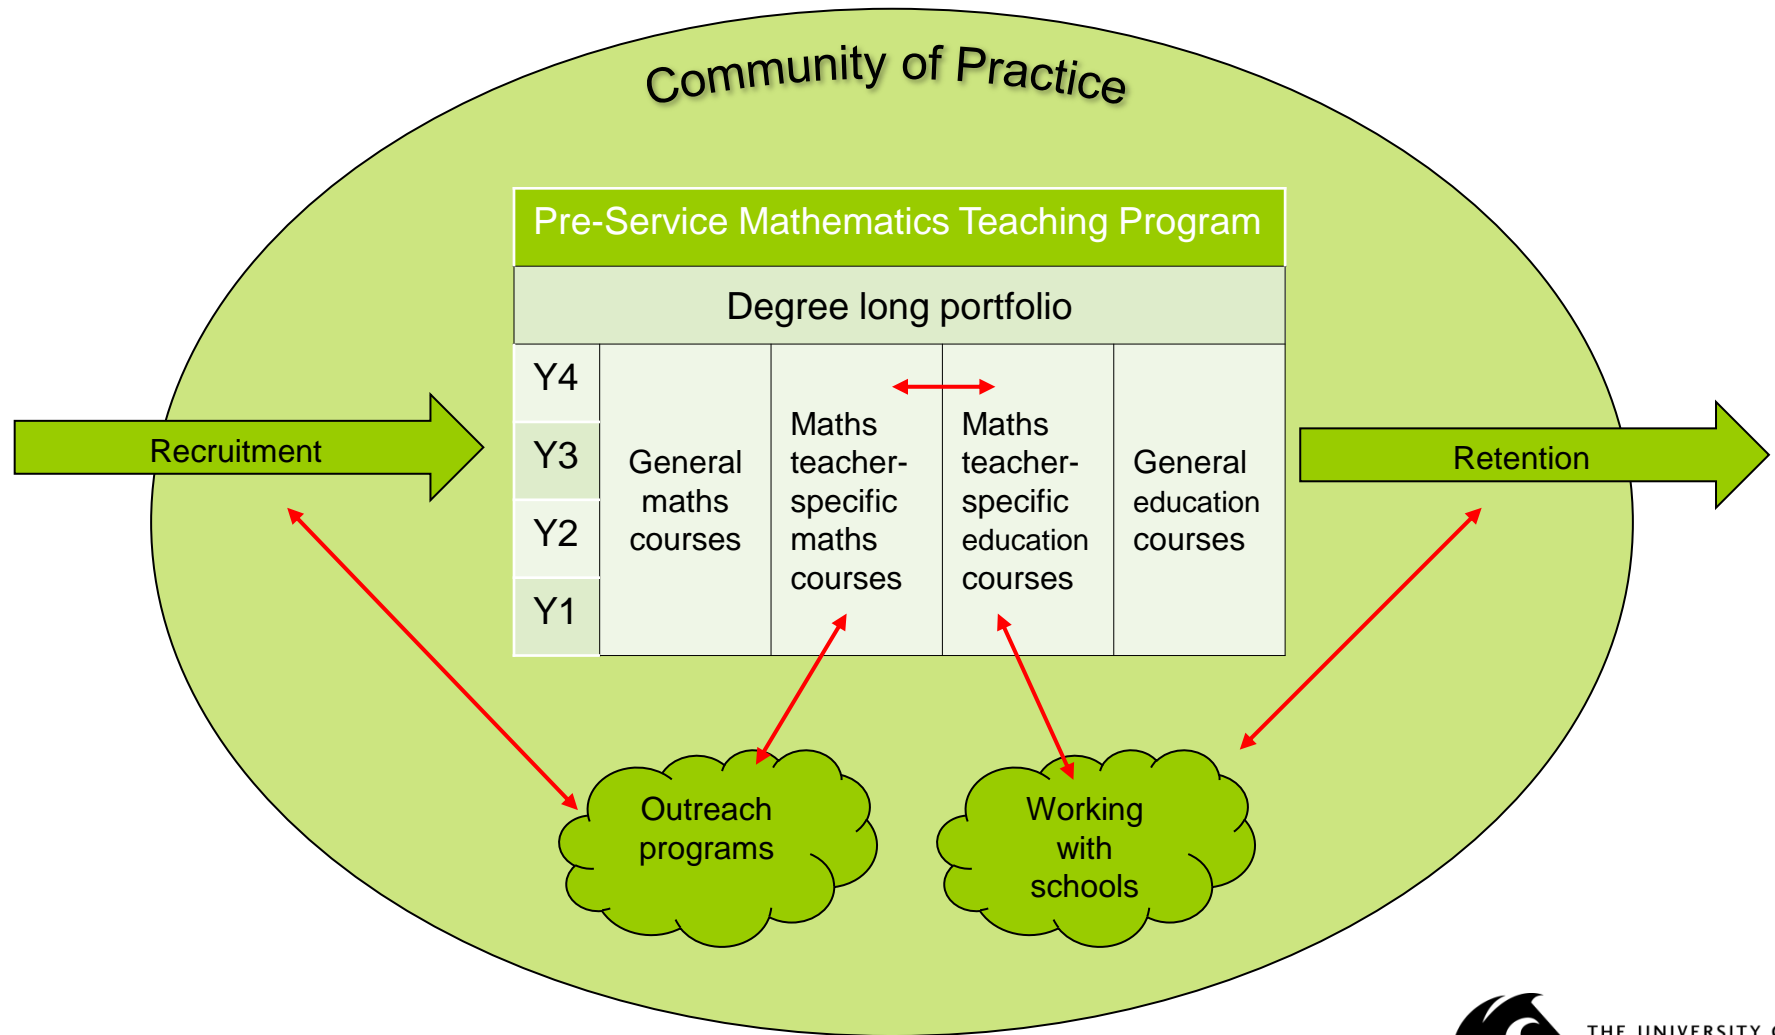 Community of Practice
Pre-Service Mathematics Teaching Program
Degree long portfolio
Y4
Y3
Y2
Y1
General
maths
courses
Maths
teacher-
specific
maths
courses
Maths
teacher-
specific
education
courses
General
education
courses
Recruitment
Retention
Outreach
programs
Working
with
schools
THE UNIVERSITY